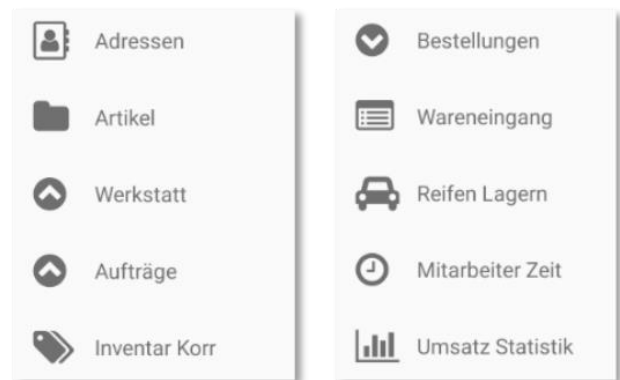 Adressen
Artikel
Werkstatt
Aufträge
Inventar Korr
Bestellungen
Wareneingang
Reifen Lagern
Mitarbeiter Zeit
Umsatz Statistik